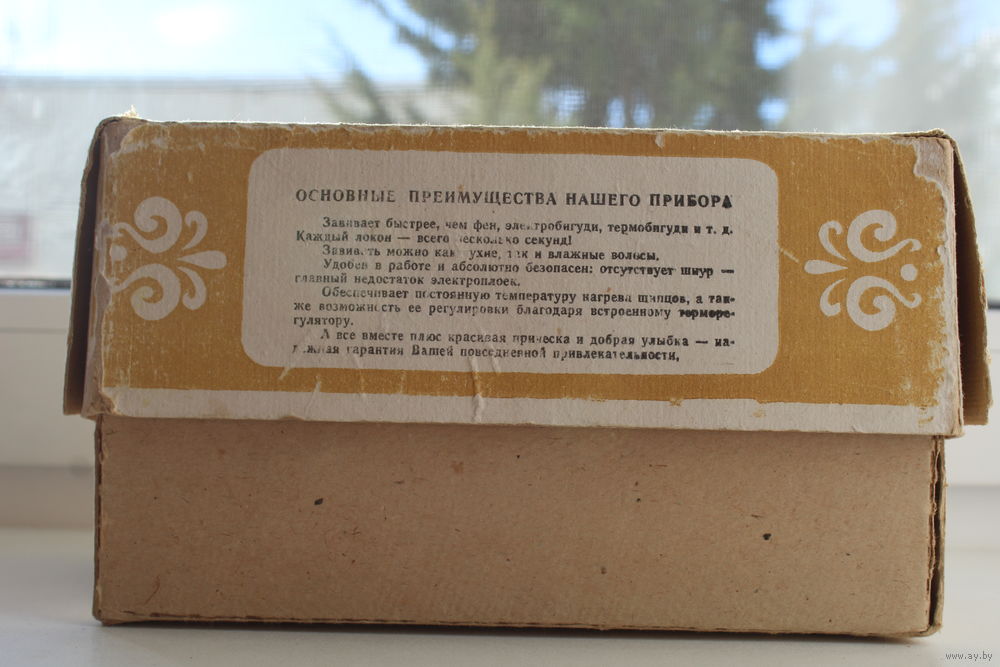 ОСНОВНЫЕ ПРЕИМУЩЕСТВА НАШЕГО ПРИБОРА
Завивает быстрее, чем фен, электробигуди, термобигуди и т. д.
Каждый локон — всего несколько секунд!
Завивать можно как сухие, так и влажные волосы,
Удобен в работе и абсолютно безопасен: отсутствует шнур —
главный недостаток электроплоек.
Обеспечивает постоянную температуру нагрева щипцов, а так-
же возможность ее регулировки благодаря встроенному терморе-
гулятору.
А все вместе плюс красивая прическа и добрая улыбка — на-
дежная гарантия Вашей повседневной привлекательности,
www.ay.by